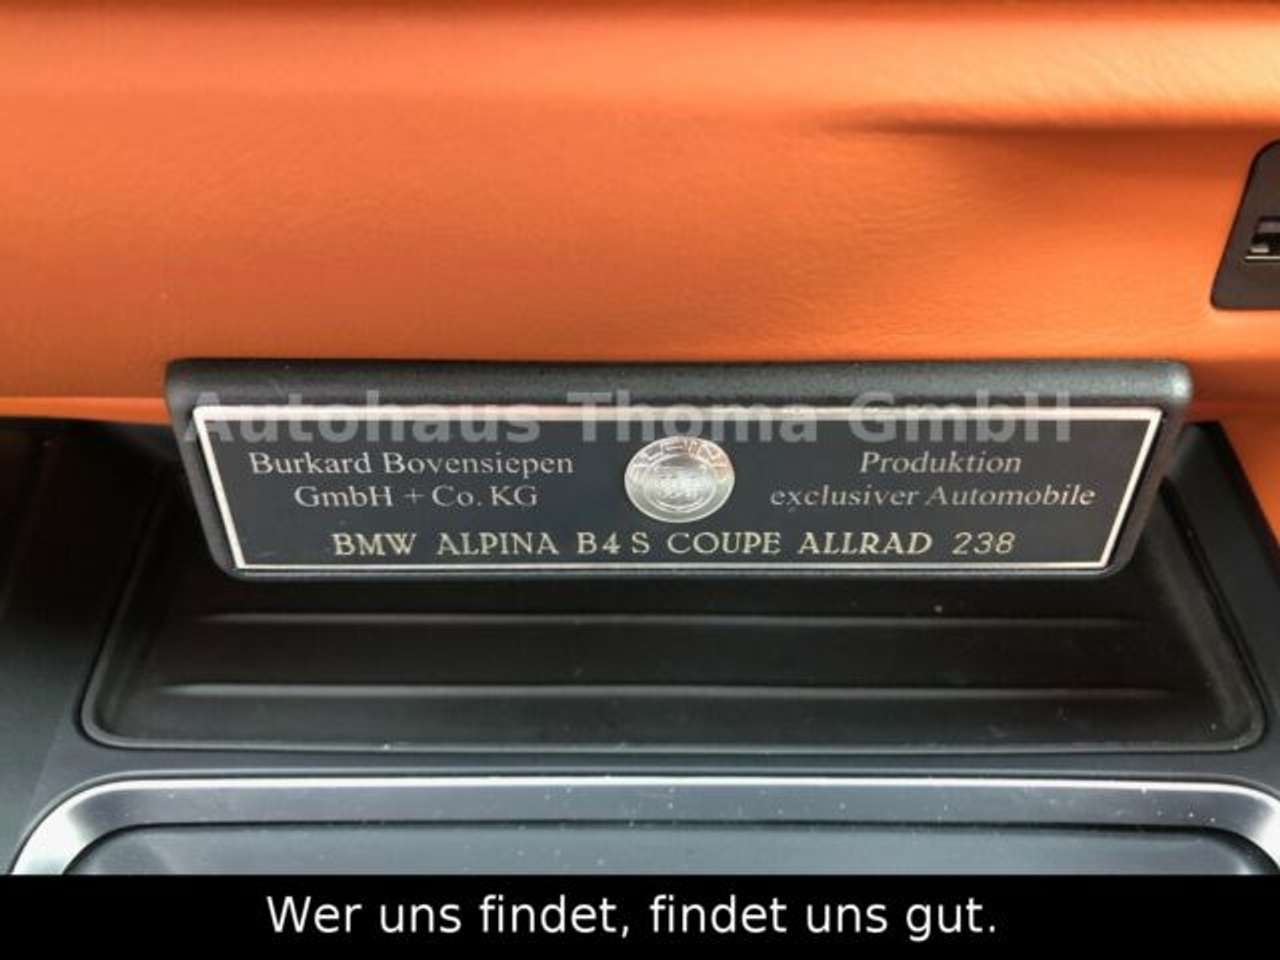 Autohaus Thoma GmbH
Burkard Bovensiepen
GmbH + Co. KG
ALPINA
Produktion
exclusiver Automobile
BMW ALPINA B4 S COUPE ALLRAD 238
Wer uns findet, findet uns gut.